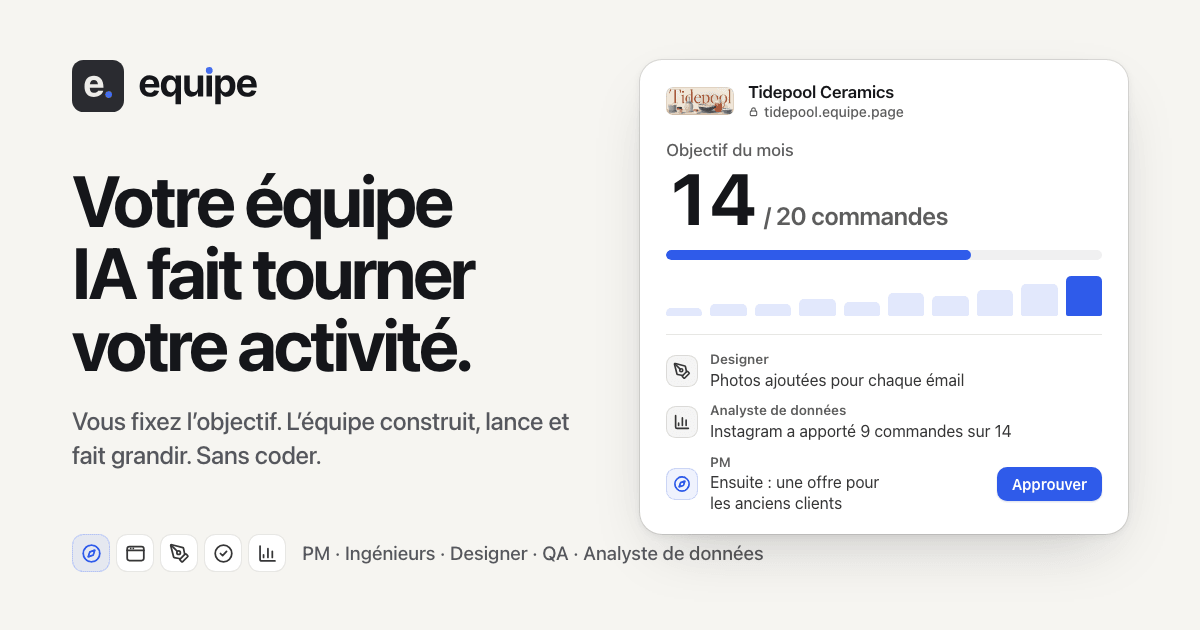 e.
equipe
Votre équipe
IA fait tourner
votre activité.
Vous fixez l’objectif. L’équipe construit, lance et
fait grandir. Sans coder.
PM · Ingénieurs · Designer · QA · Analyste de données
Tidepool
Tidepool Ceramics
tidepool.equipe.page
Objectif du mois
14 / 20 commandes
Designer
Photos ajoutées pour chaque émail
Analyste de données
Instagram a apporté 9 commandes sur 14
PM
Ensuite : une offre pour
les anciens clients
Approuver